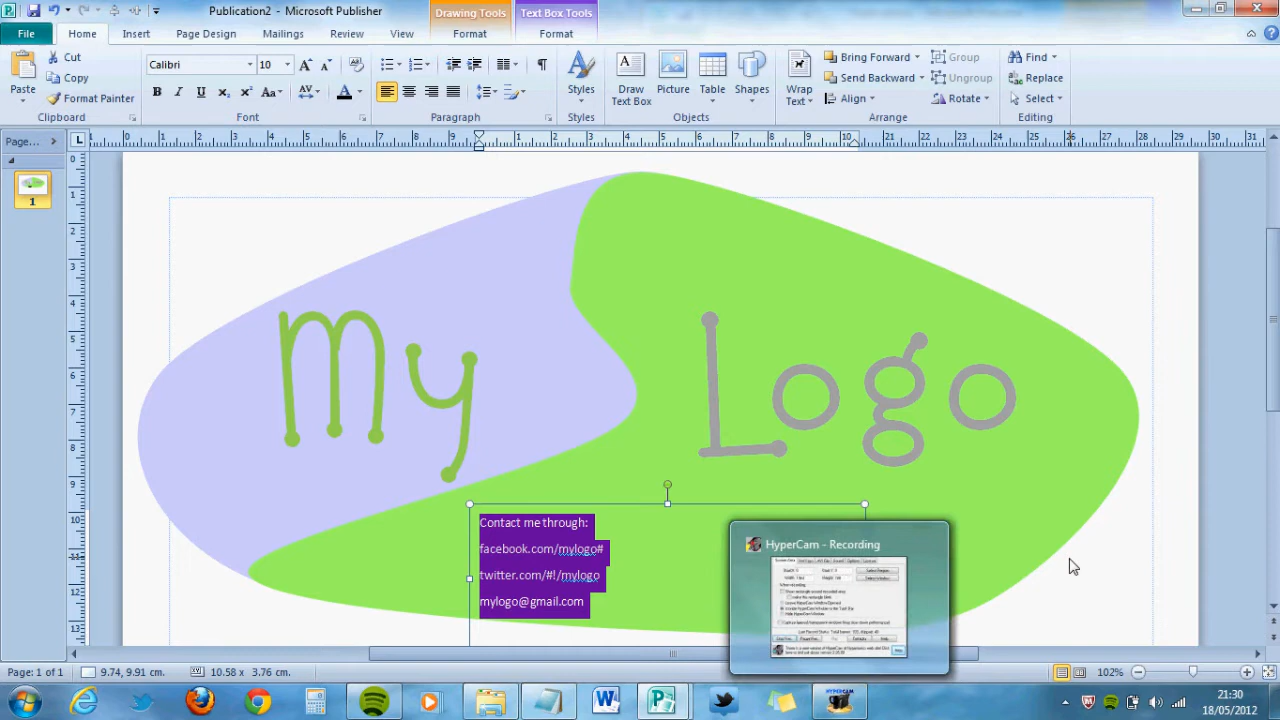 Publication2 - Microsoft Publisher
Drawing Tools
Text Box Tools
File
Home
Insert
Page Design
Mailings
Review
View
Format
Format
Paste
Cut
Copy
Format Painter
Clipboard
Calibri
10
Font
Paragraph
Styles
Styles
Draw Text Box
Picture
Table
Shapes
Objects
Wrap Text
Bring Forward
Send Backward
Align
Group
Ungroup
Rotate
Arrange
Find
Replace
Select
Editing
Page...
1
my Logo
Contact me through:
facebook.com/mylogo#
twitter.com/#!/mylogo
mylogo@gmail.com
HyperCam - Recording
Page: 1 of 1
9.74, 9.91 cm.
10.58 x 3.76 cm.
102%
21:30
18/05/2012